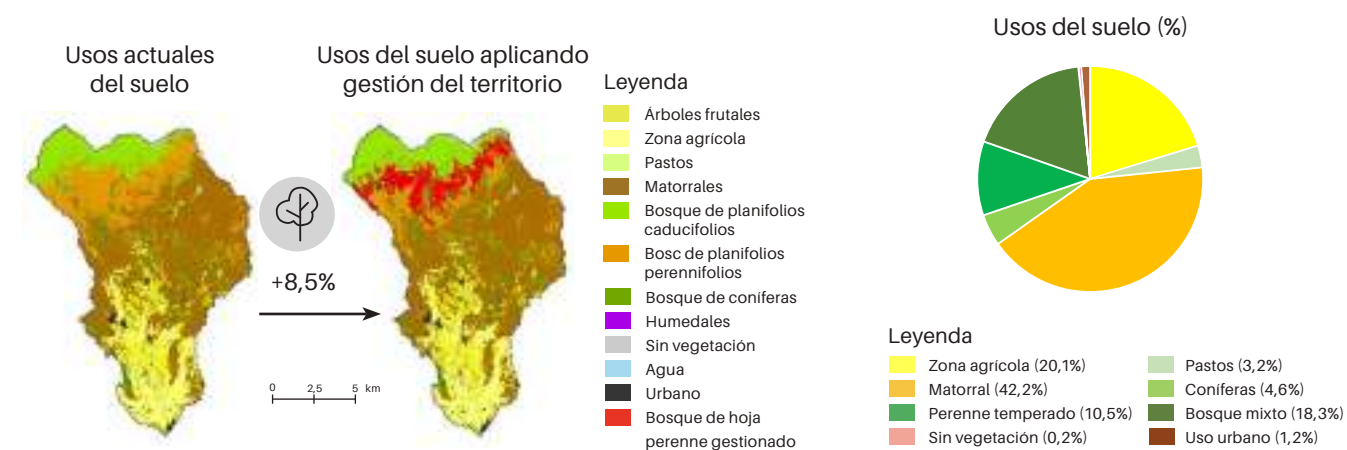 Usos actuales
del suelo
Usos del suelo aplicando
gestión del territorio
+8,5%
0 2,5 5 km
Leyenda
Árboles frutales
Zona agrícola
Pastos
Matorrales
Bosque de planifolios
caducifolios
Bosc de planifolios
perennifolios
Bosque de coníferas
Humedales
Sin vegetación
Agua
Urbano
Bosque de hoja
perenne gestionado
Usos del suelo (%)
Leyenda
Zona agrícola (20,1%)
Matorral (42,2%)
Perenne temperado (10,5%)
Sin vegetación (0,2%)
Pastos (3,2%)
Coníferas (4,6%)
Bosque mixto (18,3%)
Uso urbano (1,2%)